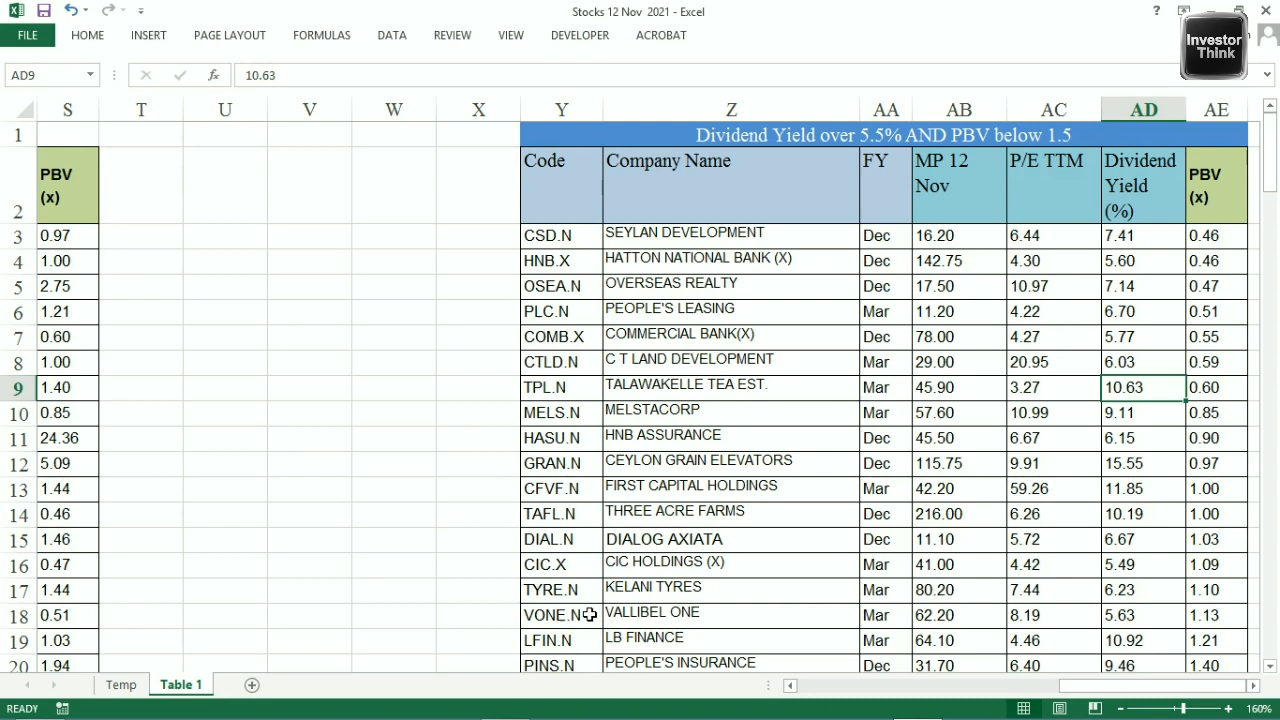 Stocks 12 Nov 2021 - Excel
?
FILE HOME INSERT PAGE LAYOUT FORMULAS DATA REVIEW VIEW DEVELOPER ACROBAT
Investor
Think
AD9 fx 10.63
S T U V W X Y Z AA AB AC AD AE
1 Dividend Yield over 5.5% AND PBV below 1.5
2 PBV (x) Code Company Name FY MP 12 Nov P/E TTM Dividend Yield (%) PBV (x)
3 0.97 CSD.N SEYLAN DEVELOPMENT Dec 16.20 6.44 7.41 0.46
4 1.00 HNB.X HATTON NATIONAL BANK (X) Dec 142.75 4.30 5.60 0.46
5 2.75 OSEA.N OVERSEAS REALTY Dec 17.50 10.97 7.14 0.47
6 1.21 PLC.N PEOPLE'S LEASING Mar 11.20 4.22 6.70 0.51
7 0.60 COMB.X COMMERCIAL BANK(X) Dec 78.00 4.27 5.77 0.55
8 1.00 CTLD.N C T LAND DEVELOPMENT Mar 29.00 20.95 6.03 0.59
9 1.40 TPL.N TALAWAKELLE TEA EST. Mar 45.90 3.27 10.63 0.60
10 0.85 MELS.N MELSTACORP Mar 57.60 10.99 9.11 0.85
11 24.36 HASU.N HNB ASSURANCE Dec 45.50 6.67 6.15 0.90
12 5.09 GRAN.N CEYLON GRAIN ELEVATORS Dec 115.75 9.91 15.55 0.97
13 1.44 CFVF.N FIRST CAPITAL HOLDINGS Mar 42.20 59.26 11.85 1.00
14 0.46 TAFL.N THREE ACRE FARMS Dec 216.00 6.26 10.19 1.00
15 1.46 DIAL.N DIALOG AXIATA Dec 11.10 5.72 6.67 1.03
16 0.47 CIC.X CIC HOLDINGS (X) Mar 41.00 4.42 5.49 1.09
17 1.44 TYRE.N KELANI TYRES Mar 80.20 7.44 6.23 1.10
18 0.51 VONE.N VALLIBEL ONE Mar 62.20 8.19 5.63 1.13
19 1.03 LFIN.N LB FINANCE Mar 64.10 4.46 10.92 1.21
20 1.94 PINS.N PEOPLE'S INSURANCE Dec 31.70 6.40 9.46 1.40
Temp Table 1
READY 160%